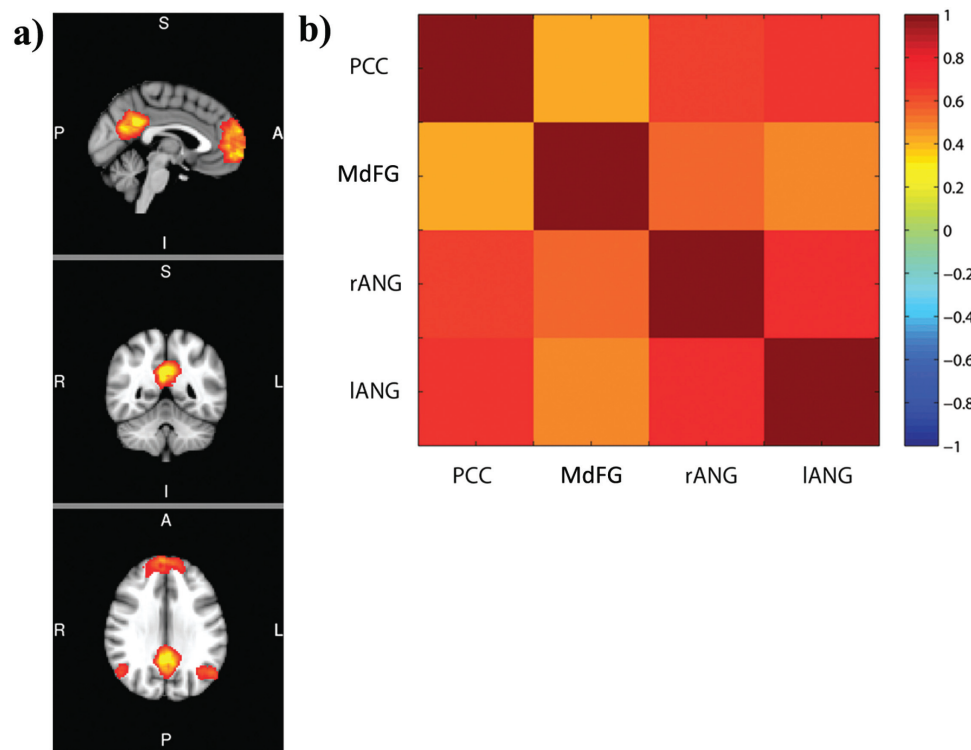 a)
S
P
A
I
S
R
L
I
A
R
L
P
b)
PCC
MdFG
rANG
lANG
PCC
MdFG
rANG
lANG
1
0.8
0.6
0.4
0.2
0
-0.2
-0.4
-0.6
-0.8
-1